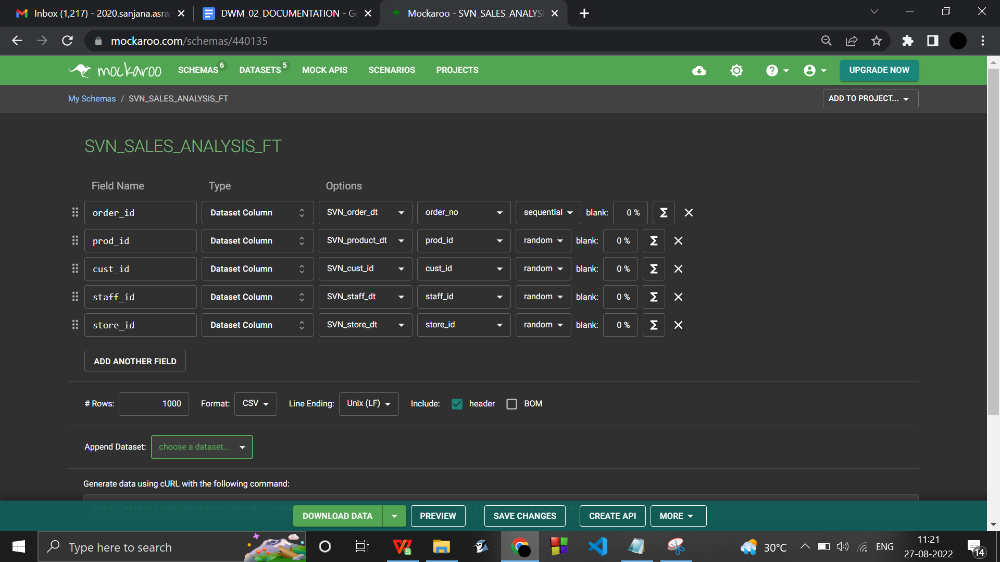 Inbox (1,217) - 2020.sanjana.asra
DWM_02_DOCUMENTATION - Go
Mockaroo - SVN_SALES_ANALYS
mockaroo.com/schemas/440135
mockaroo
SCHEMAS 6
DATASETS 5
MOCK APIS
SCENARIOS
PROJECTS
UPGRADE NOW
My Schemas / SVN_SALES_ANALYSIS_FT
ADD TO PROJECT...
SVN_SALES_ANALYSIS_FT
Field Name Type Options
order_id Dataset Column SVN_order_dt order_no sequential blank: 0 % Σ
prod_id Dataset Column SVN_product_dt prod_id random blank: 0 % Σ
cust_id Dataset Column SVN_cust_id cust_id random blank: 0 % Σ
staff_id Dataset Column SVN_staff_dt staff_id random blank: 0 % Σ
store_id Dataset Column SVN_store_dt store_id random blank: 0 % Σ
ADD ANOTHER FIELD
# Rows: 1000 Format: CSV Line Ending: Unix (LF) Include: header BOM
Append Dataset: choose a dataset...
Generate data using cURL with the following command:
curl "https://api.mockaroo.com/api/
DOWNLOAD DATA PREVIEW SAVE CHANGES CREATE API MORE
Type here to search
30°C
ENG
11:21
27-08-2022
14